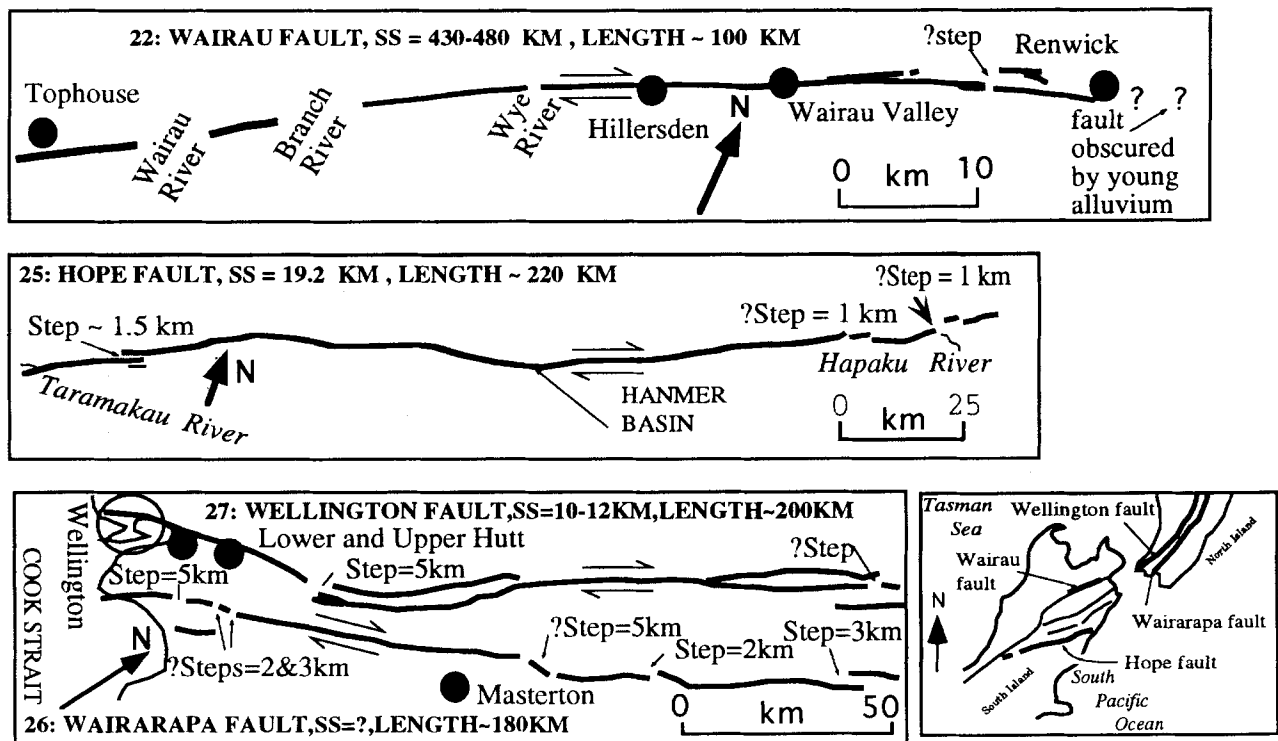 22: WAIRAU FAULT, SS = 430-480 KM , LENGTH ~ 100 KM
?step
Renwick
Tophouse
Wairau
River
Branch
River
Wye
River
Hillersden
N
Wairau Valley
? ?
fault
obscured
by young
alluvium
0 km 10
25: HOPE FAULT, SS = 19.2 KM , LENGTH ~ 220 KM
?Step = 1 km
?Step = 1 km
Step ~ 1.5 km
N
Taramakau River
HANMER
BASIN
Hapaku River
0 km 25
27: WELLINGTON FAULT,SS=10-12KM,LENGTH~200KM
Wellington
Lower and Upper Hutt
COOK STRAIT
Step=5km
Step=5km
?Step
N
?Steps=2&3km
?Step=5km
Step=2km
Step=3km
Masterton
0 km 50
26: WAIRARAPA FAULT,SS=?,LENGTH~180KM
Tasman
Sea
Wellington fault
North Island
Wairau
fault
N
Wairarapa fault
Hope fault
South Island
South
Pacific
Ocean